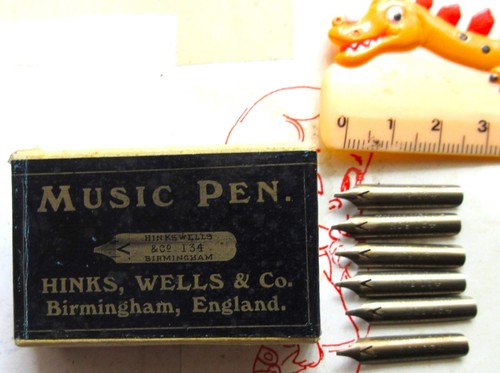 0 1 2 3
MUSIC PEN.
HINKS WELLS
& Co 134
BIRMINGHAM
HINKS, WELLS & Co.
Birmingham, England.